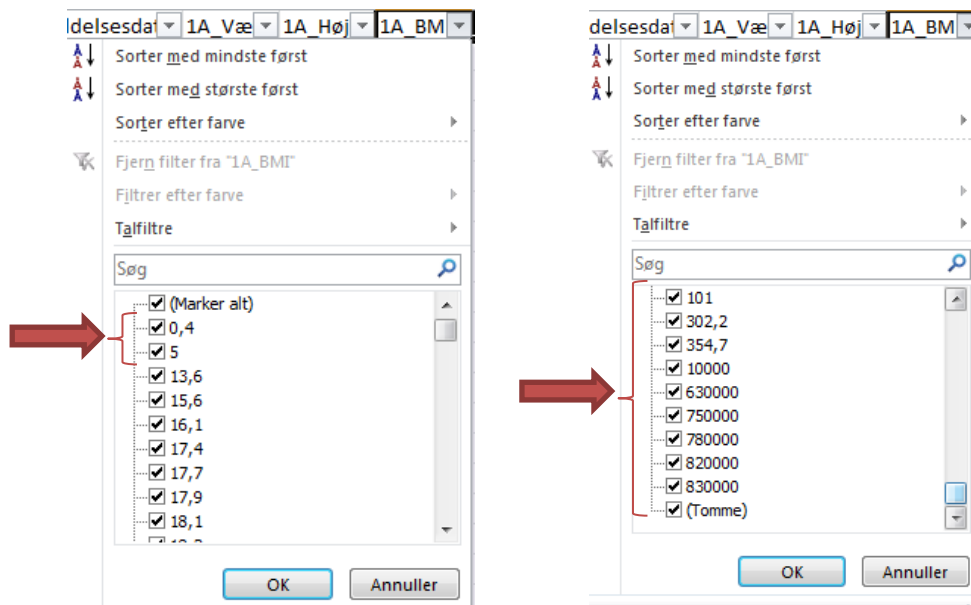 ldelsesdat 1A_Væ 1A_Høj 1A_BM
Sorter med mindste først
Sorter med største først
Sorter efter farve
Fjern filter fra "1A_BMI"
Filtrer efter farve
Talfiltre
Søg
(Marker alt)
0,4
5
13,6
15,6
16,1
17,4
17,7
17,9
18,1
OK Annuller
delsesdat 1A_Væ 1A_Høj 1A_BM
Sorter med mindste først
Sorter med største først
Sorter efter farve
Fjern filter fra "1A_BMI"
Filtrer efter farve
Talfiltre
Søg
101
302,2
354,7
10000
630000
750000
780000
820000
830000
(Tomme)
OK Annuller